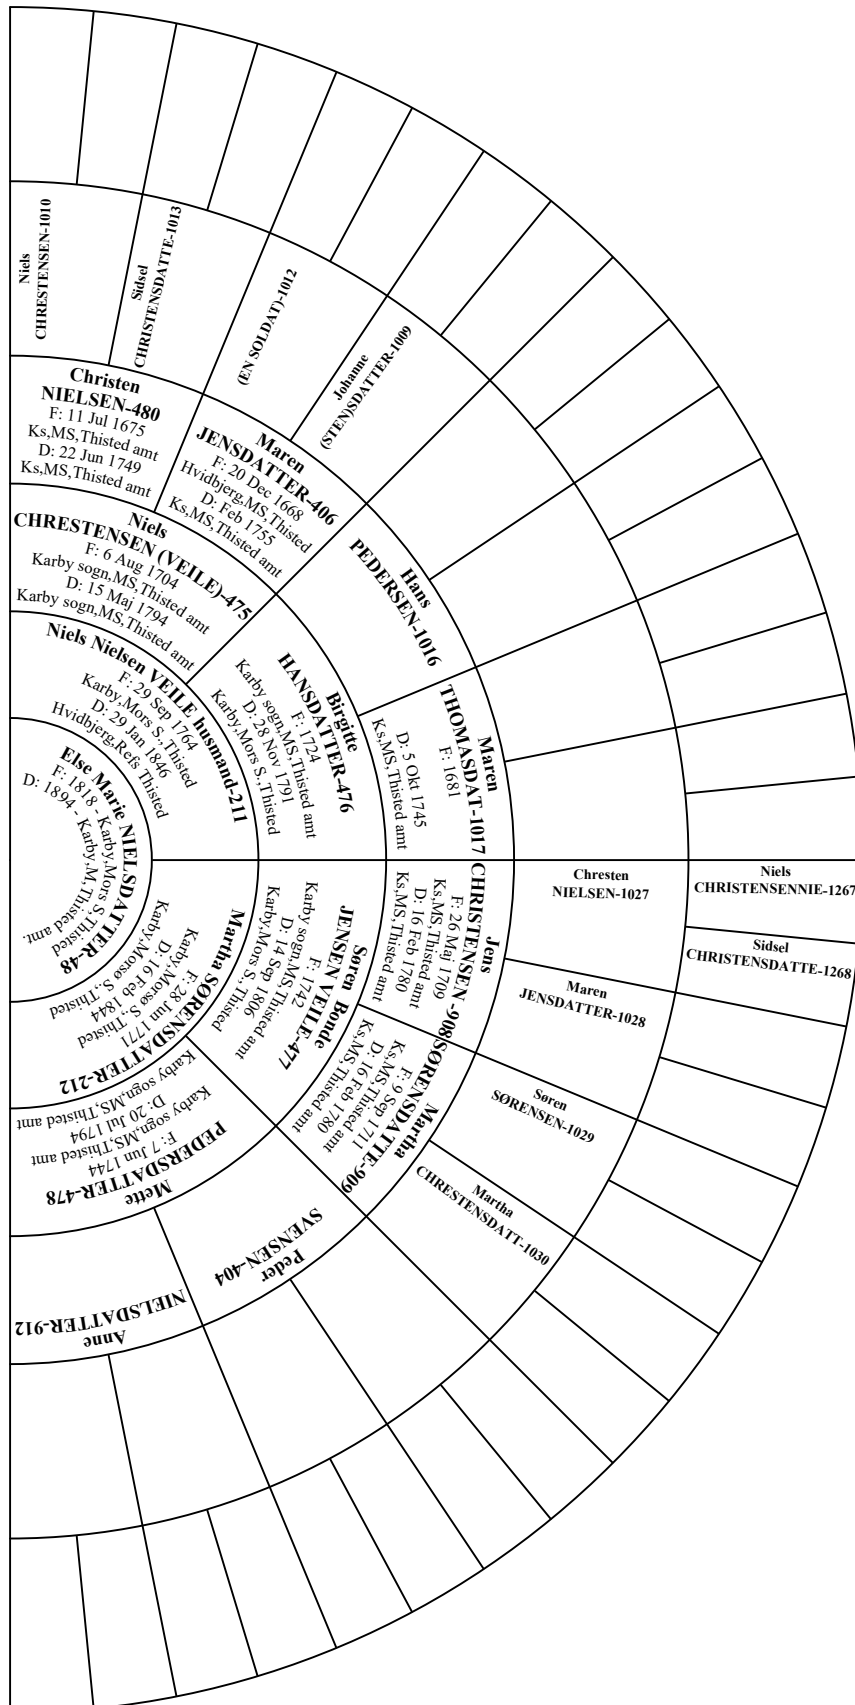 Niels
CHRESTENSEN-1010
Sidsel
CHRISTENSDATTE-1013
(EN SOLDAT)-1012
Johanne
(STEN)SDATTER-1009
Christen
NIELSEN-480
F: 11 Jul 1675
Ks,MS,Thisted amt
D: 22 Jun 1749
Ks,MS,Thisted amt
Maren
JENSDATTER-406
F: 20 Dec 1668
Hvidbjerg,MS,Thisted
D: Feb 1755
Ks,MS,Thisted amt
Niels
CHRESTENSEN (VEILE)-475
F: 6 Aug 1704
Karby sogn,MS,Thisted amt
D: 15 Maj 1794
Karby sogn,MS,Thisted amt
Hans
PEDERSEN-1016
Niels Nielsen VEILE husmand-211
F: 29 Sep 1764
Karby,Mors S.,Thisted
D: 29 Jan 1846
Hvidbjerg,Refs Thisted
Birgitte
HANSDATTER-476
F: 1724
Karby sogn,MS,Thisted amt
D: 28 Nov 1791
Karby,Mors S.,Thisted
Maren
THOMASDAT-1017
F: 1681
D: 5 Okt 1745
Ks,MS,Thisted amt
Else Marie NIELSDATTER-48
F: 1818 - Karby,Mors S,Thisted
D: 1894 - Karby,M.Thisted amt.
Martha SØRENSDATTER-212
F: 28 Jun 1771
Karby,Morsø S.,Thisted
D: 16 Feb 1844
Karby,Morsø S.,Thisted
Søren Bonde
JENSEN VEILE-477
F: 1742
Karby sogn,MS,Thisted amt
D: 14 Sep 1806
Karby,Mors S.,Thisted
Jens
CHRISTENSEN -908
F: 26 Maj 1709
Ks,MS,Thisted amt
D: 16 Feb 1780
Ks,MS,Thisted amt
Chresten
NIELSEN-1027
Niels
CHRISTENSENNIE-1267
Sidsel
CHRISTENSDATTE-1268
Maren
JENSDATTER-1028
Martha
SØRENSDATTE-909
F: 9 Sep 1711
Ks,MS,Thisted amt
D: 16 Feb 1780
Ks,MS,Thisted amt
Søren
SØRENSEN-1029
Martha
CHRESTENSDATT-1030
Mette
PEDERSDATTER-478
F: 7 Jun 1744
Karby sogn,MS,Thisted amt
D: 20 Jul 1794
Karby sogn,MS,Thisted amt
Peder
SVENSEN-404
Anne
NIELSDATTER-912